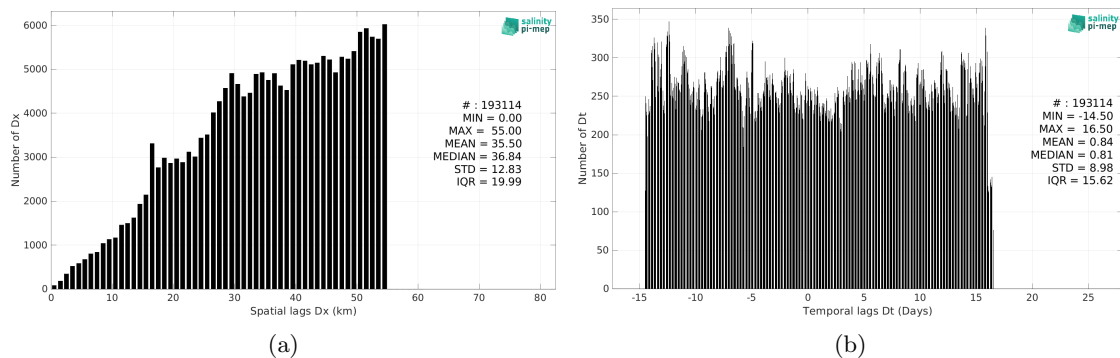 6000
5000
4000
3000
2000
1000
0
Number of Dx
0 10 20 30 40 50 60 70 80
Spatial lags Dx (km)
salinity
pi-mep
# : 193114
MIN = 0.00
MAX = 55.00
MEAN = 35.50
MEDIAN = 36.84
STD = 12.83
IQR = 19.99
(a)
350
300
250
200
150
100
50
0
Number of Dt
-15 -10 -5 0 5 10 15 20 25
Temporal lags Dt (Days)
salinity
pi-mep
# : 193114
MIN = -14.50
MAX = 16.50
MEAN = 0.84
MEDIAN = 0.81
STD = 8.98
IQR = 15.62
(b)